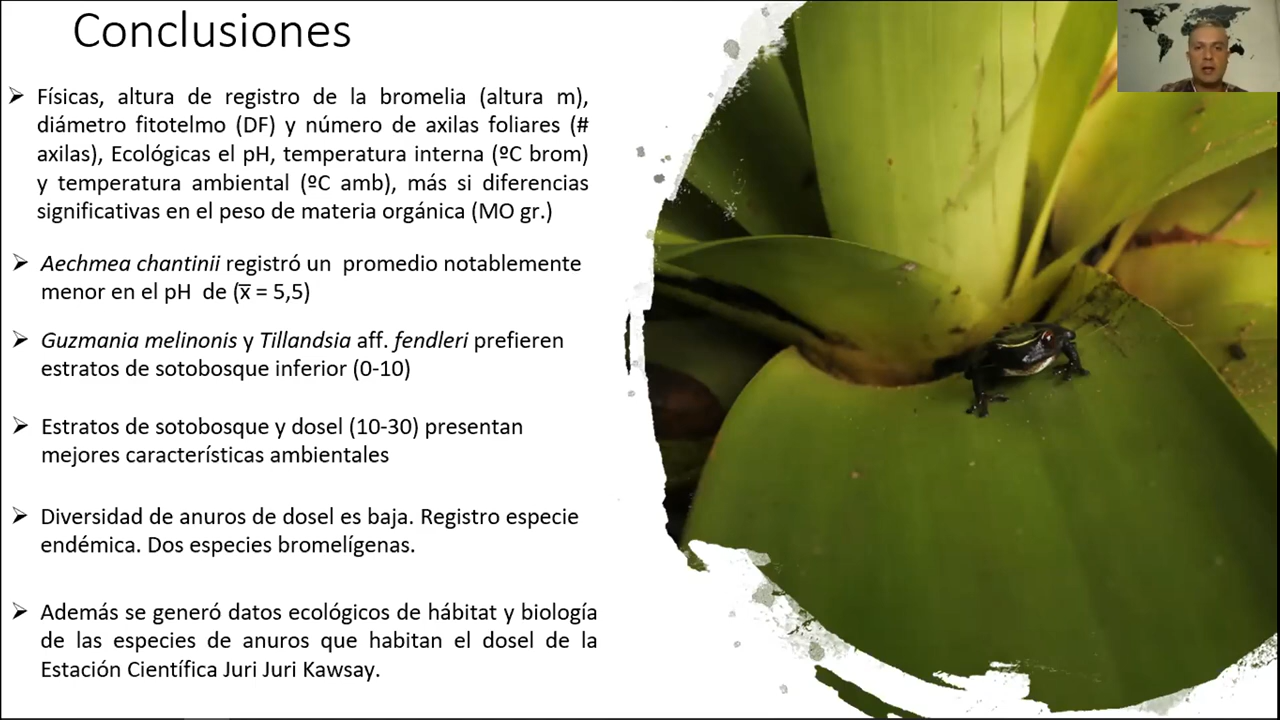 Conclusiones
➢ Físicas, altura de registro de la bromelia (altura m),
diámetro fitotelmo (DF) y número de axilas foliares (#
axilas), Ecológicas el pH, temperatura interna (ºC brom)
y temperatura ambiental (ºC amb), más si diferencias
significativas en el peso de materia orgánica (MO gr.)
➢ Aechmea chantinii registró un promedio notablemente
menor en el pH de (x̅ = 5,5)
➢ Guzmania melinonis y Tillandsia aff. fendleri prefieren
estratos de sotobosque inferior (0-10)
➢ Estratos de sotobosque y dosel (10-30) presentan
mejores características ambientales
➢ Diversidad de anuros de dosel es baja. Registro especie
endémica. Dos especies bromelígenas.
➢ Además se generó datos ecológicos de hábitat y biología
de las especies de anuros que habitan el dosel de la
Estación Científica Juri Juri Kawsay.